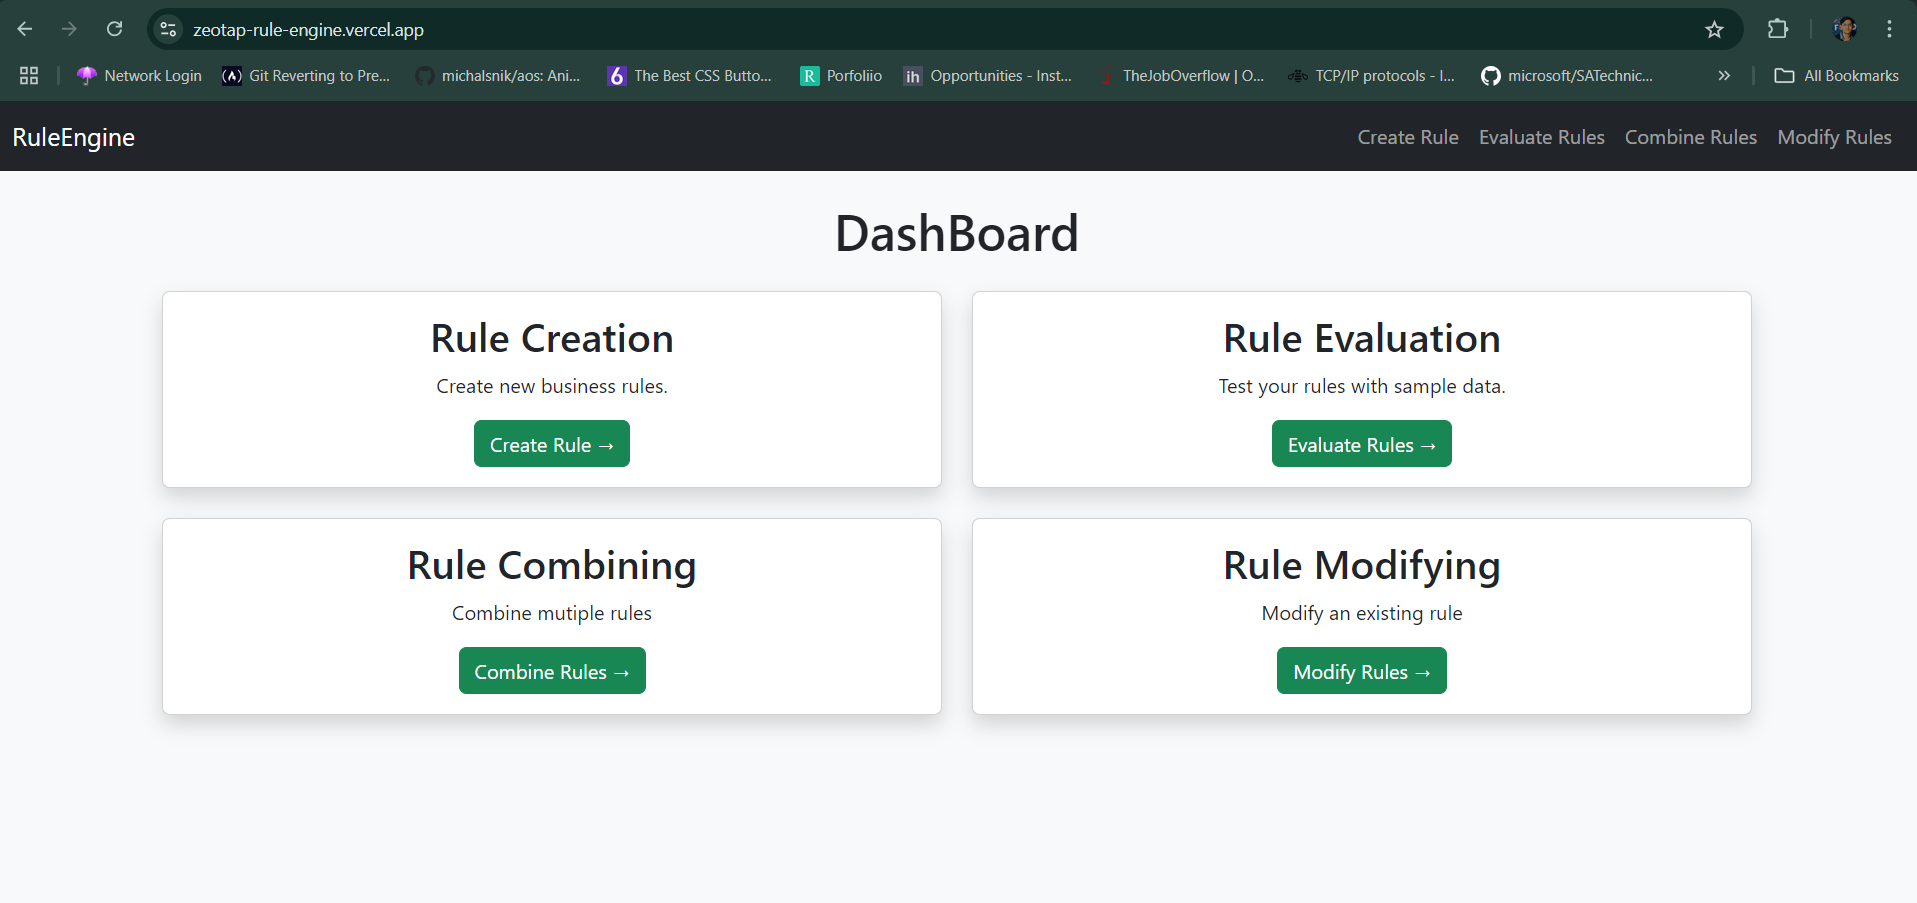 zeotap-rule-engine.vercel.app
Network Login
Git Reverting to Pre...
michalsnik/aos: Ani...
The Best CSS Butto...
R Porfoliio
ih Opportunities - Inst...
TheJobOverflow | O...
TCP/IP protocols - I...
microsoft/SATechnic...
All Bookmarks
RuleEngine
Create Rule
Evaluate Rules
Combine Rules
Modify Rules
DashBoard
Rule Creation
Create new business rules.
Create Rule →
Rule Evaluation
Test your rules with sample data.
Evaluate Rules →
Rule Combining
Combine mutiple rules
Combine Rules →
Rule Modifying
Modify an existing rule
Modify Rules →